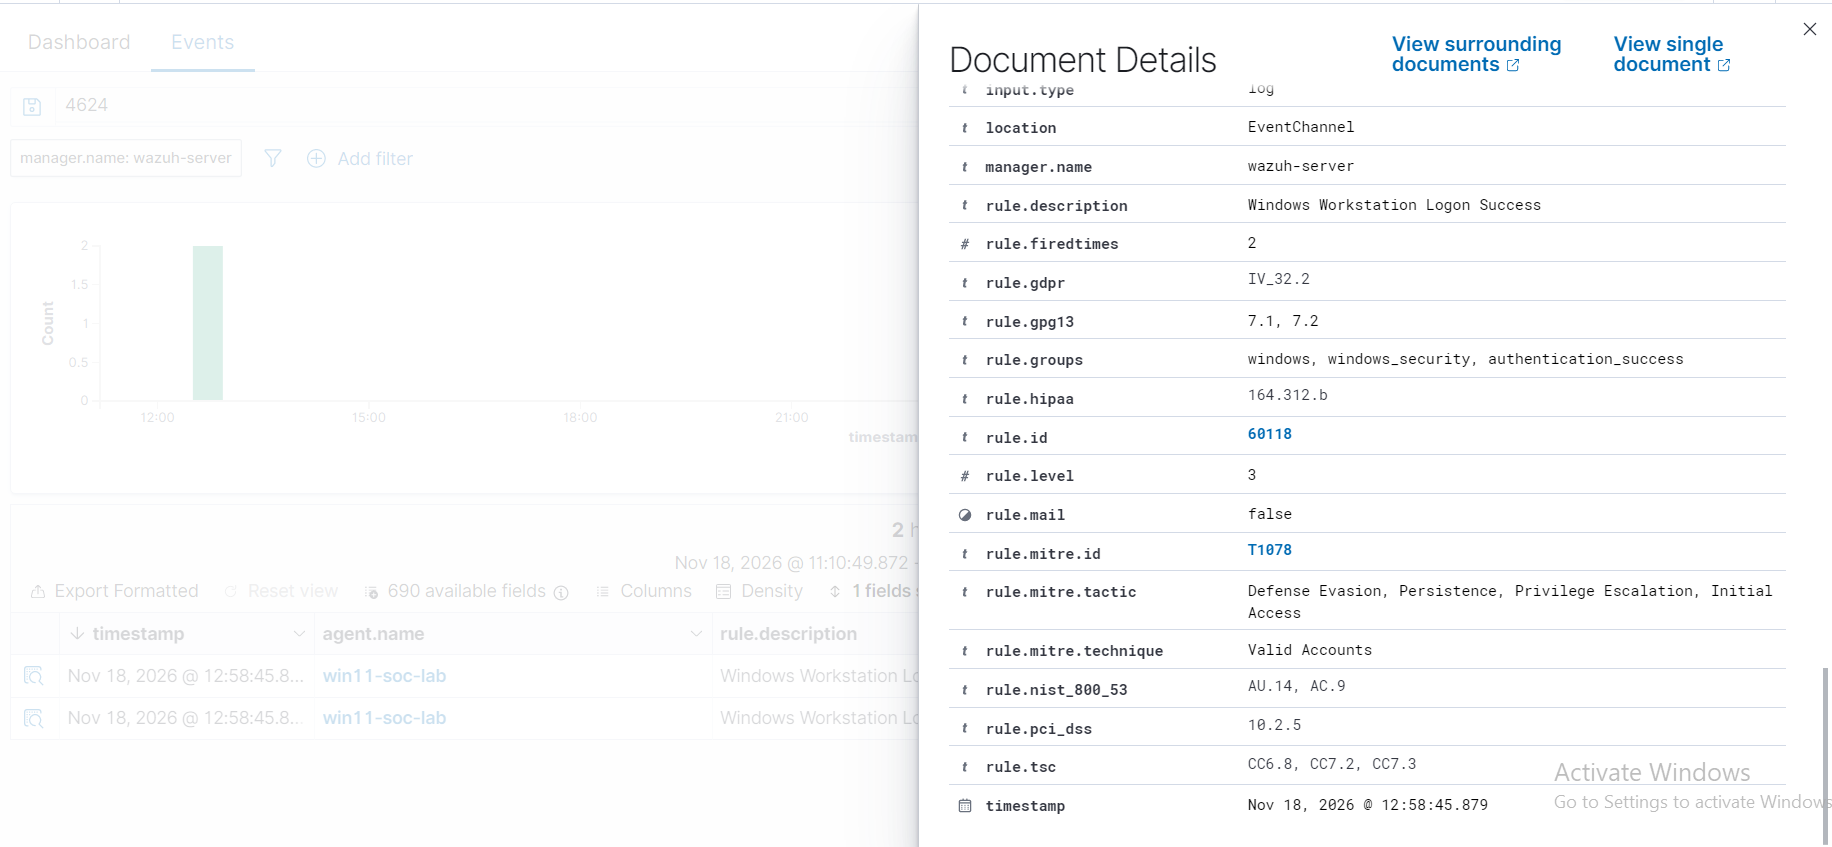 Dashboard
Events
4624
manager.name: wazuh-server
Add filter
Count
2
1.5
1
0.5
0
12:00
15:00
18:00
21:00
timestam
2 h
Nov 18, 2026 @ 11:10:49.872 -
Export Formatted
Reset view
690 available fields
Columns
Density
1 fields s
timestamp
agent.name
rule.description
Nov 18, 2026 @ 12:58:45.8... win11-soc-lab Windows Workstation Lo
Nov 18, 2026 @ 12:58:45.8... win11-soc-lab Windows Workstation Lo
Document Details
View surrounding
documents
View single
document
t input.type log
t location EventChannel
t manager.name wazuh-server
t rule.description Windows Workstation Logon Success
# rule.firedtimes 2
t rule.gdpr IV_32.2
t rule.gpg13 7.1, 7.2
t rule.groups windows, windows_security, authentication_success
t rule.hipaa 164.312.b
t rule.id 60118
# rule.level 3
rule.mail false
t rule.mitre.id T1078
t rule.mitre.tactic Defense Evasion, Persistence, Privilege Escalation, Initial
Access
t rule.mitre.technique Valid Accounts
t rule.nist_800_53 AU.14, AC.9
t rule.pci_dss 10.2.5
t rule.tsc CC6.8, CC7.2, CC7.3
timestamp Nov 18, 2026 @ 12:58:45.879
Activate Windows
Go to Settings to activate Windows